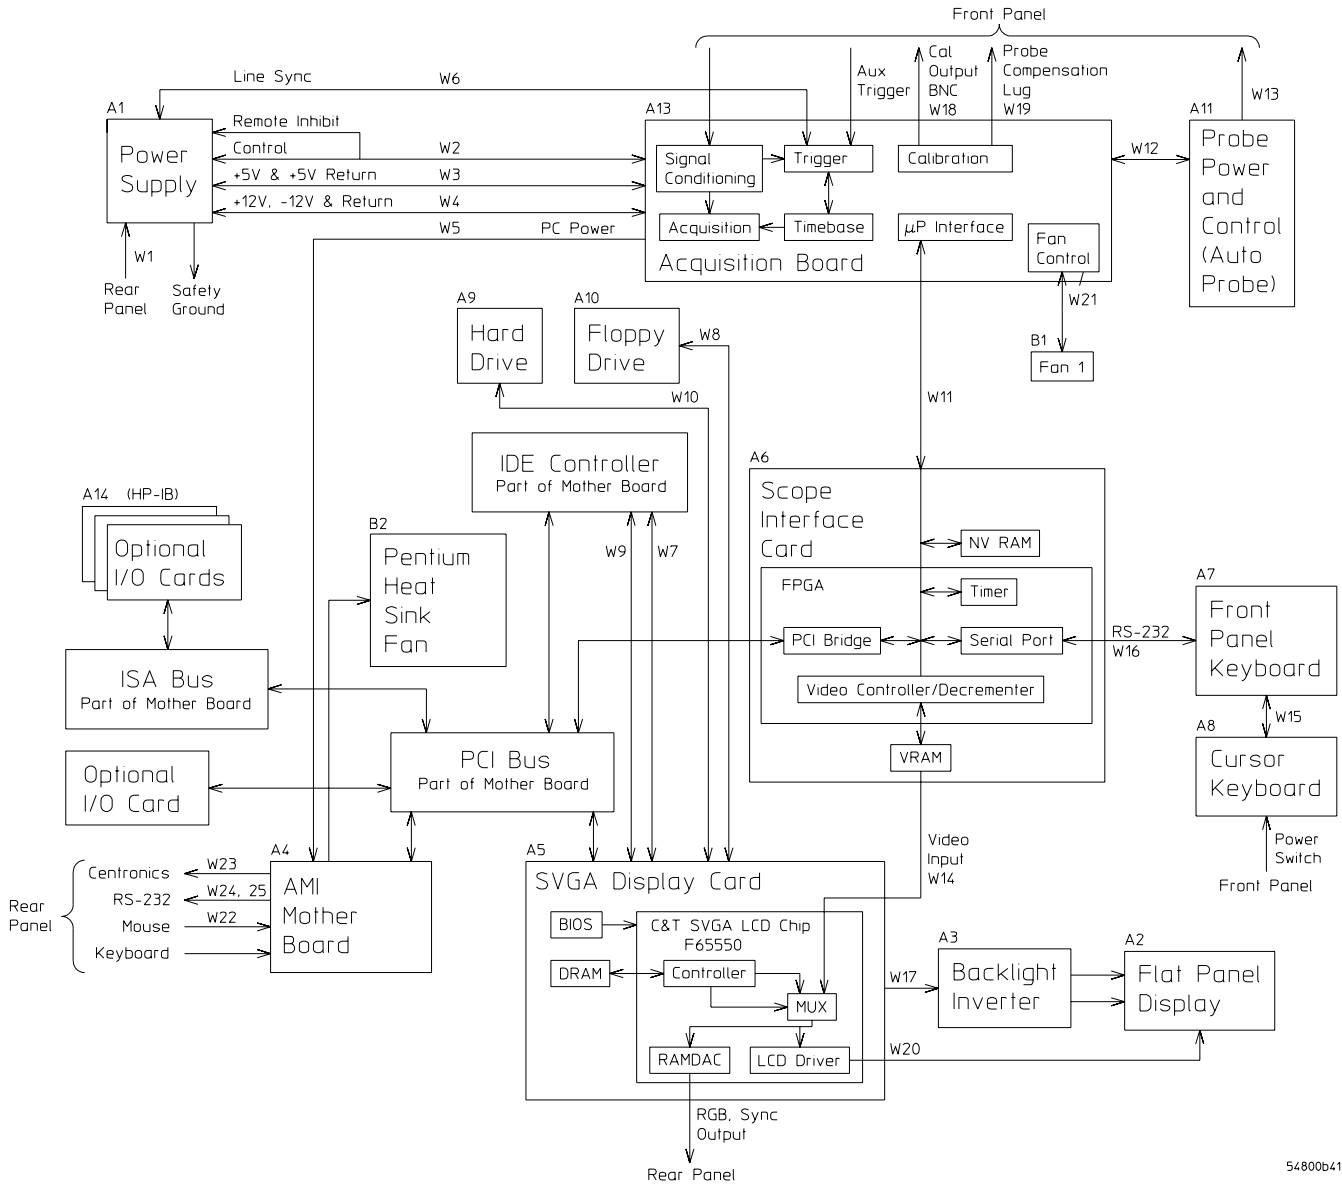 Front Panel
Line Sync
W6
Aux
Trigger
Cal
Output
BNC
W18
Probe
Compensation
Lug
W19
W13
A1
Power
Supply
Remote Inhibit
Control
W2
+5V & +5V Return
W3
+12V, -12V & Return
W4
W5
PC Power
W1
Rear
Panel
Safety
Ground
A13
Signal
Conditioning
Trigger
Calibration
Acquisition
Timebase
µP Interface
Acquisition Board
Fan
Control
W21
B1
Fan 1
W12
A11
Probe
Power
and
Control
(Auto
Probe)
A9
Hard
Drive
A10
Floppy
Drive
W8
W10
W11
IDE Controller
Part of Mother Board
W9
W7
A14 (HP-IB)
Optional
I/O Cards
B2
Pentium
Heat
Sink
Fan
A6
Scope
Interface
Card
NV RAM
FPGA
Timer
PCI Bridge
Serial Port
Video Controller/Decrementer
VRAM
RS-232
W16
A7
Front
Panel
Keyboard
W15
A8
Cursor
Keyboard
Power
Switch
Front Panel
ISA Bus
Part of Mother Board
Optional
I/O Card
PCI Bus
Part of Mother Board
Video
Input
W14
A4
AMI
Mother
Board
Rear
Panel
Centronics
W23
RS-232
W24, 25
Mouse
W22
Keyboard
A5
SVGA Display Card
BIOS
C&T SVGA LCD Chip
F65550
DRAM
Controller
MUX
RAMDAC
LCD Driver
W17
W20
A3
Backlight
Inverter
A2
Flat Panel
Display
RGB, Sync
Output
Rear Panel
54800b41